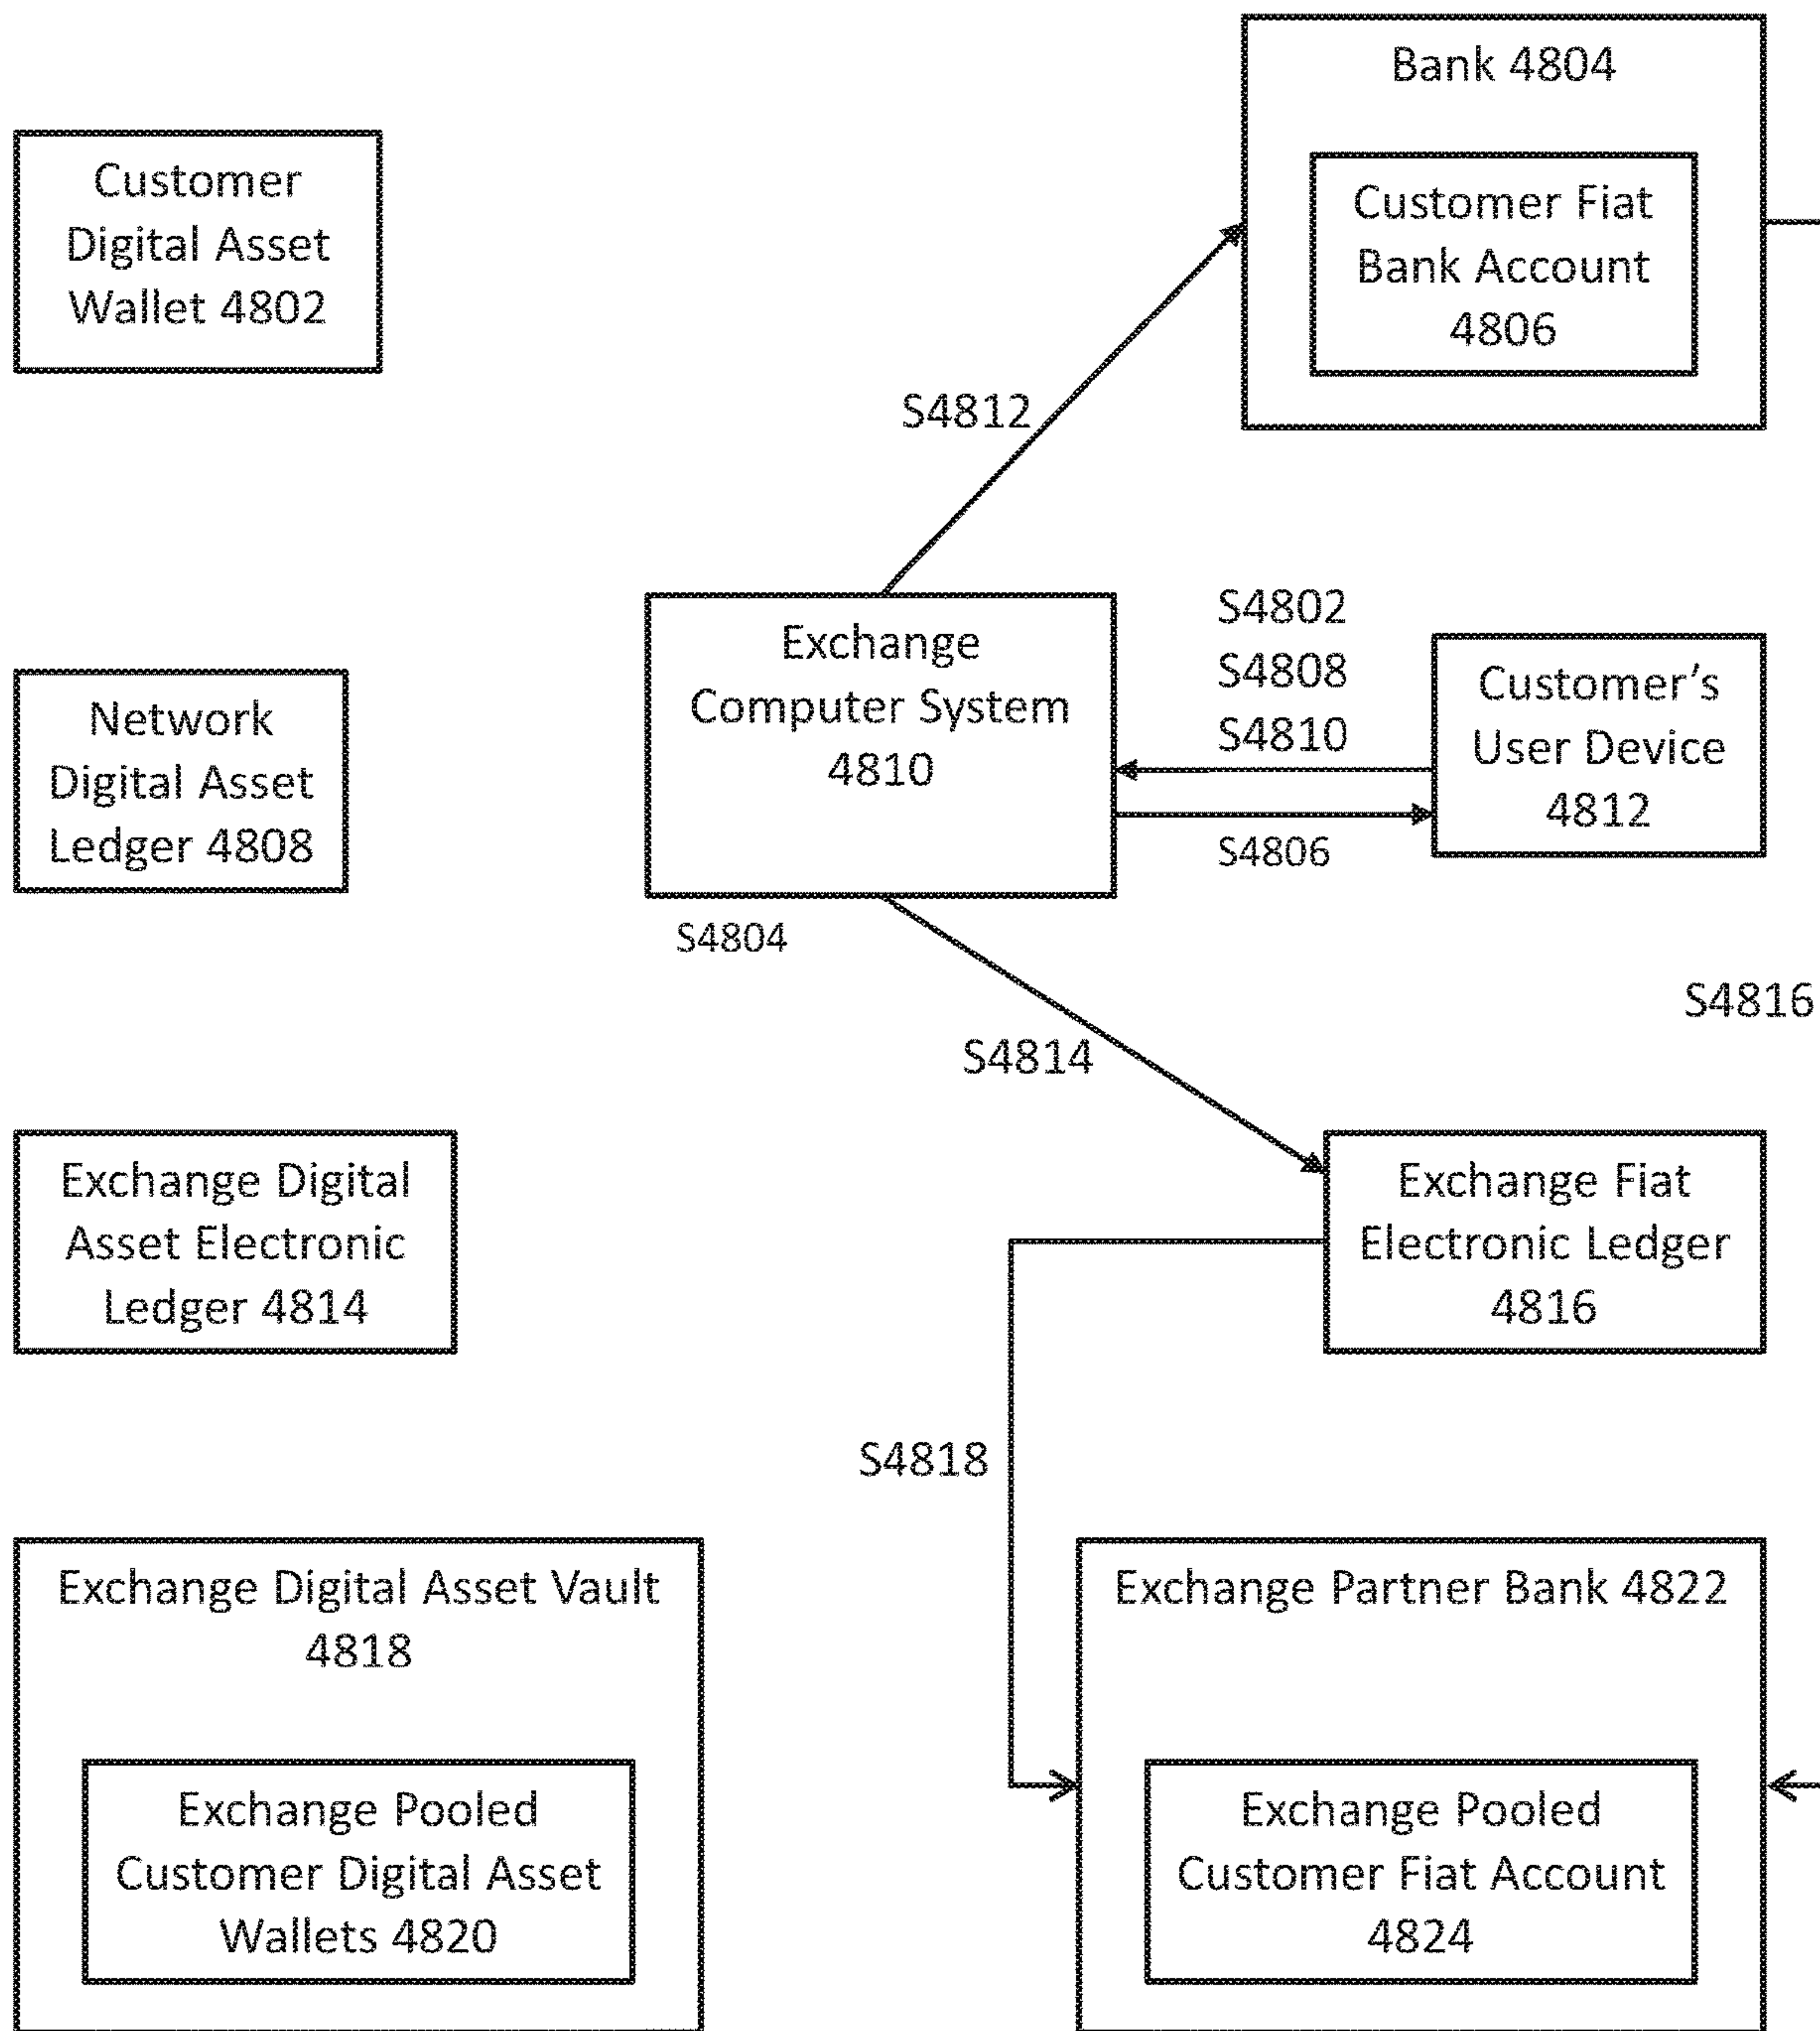 Bank 4804
Customer
Digital Asset
Wallet 4802
Customer Fiat
Bank Account
4806
S4812
Exchange
Computer System
4810
S4802
S4808
S4810
S4806
Customer's
User Device
4812
Network
Digital Asset
Ledger 4808
S4804
S4816
S4814
Exchange Digital
Asset Electronic
Ledger 4814
Exchange Fiat
Electronic Ledger
4816
S4818
Exchange Digital Asset Vault
4818
Exchange Pooled
Customer Digital Asset
Wallets 4820
Exchange Partner Bank 4822
Exchange Pooled
Customer Fiat Account
4824